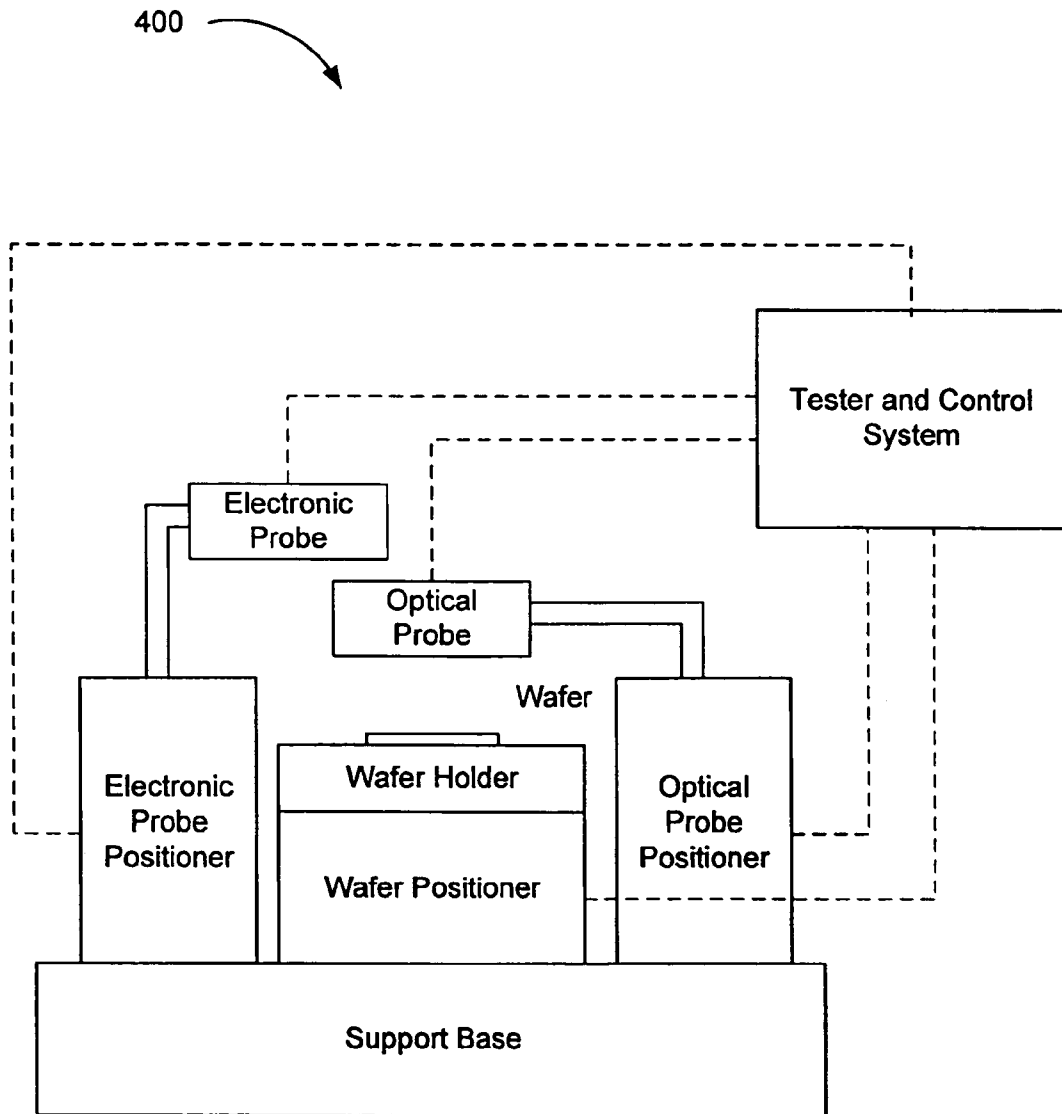 400
Tester and Control
System
Electronic
Probe
Optical
Probe
Wafer
Wafer Holder
Electronic
Probe
Positioner
Optical
Probe
Positioner
Wafer Positioner
Support Base